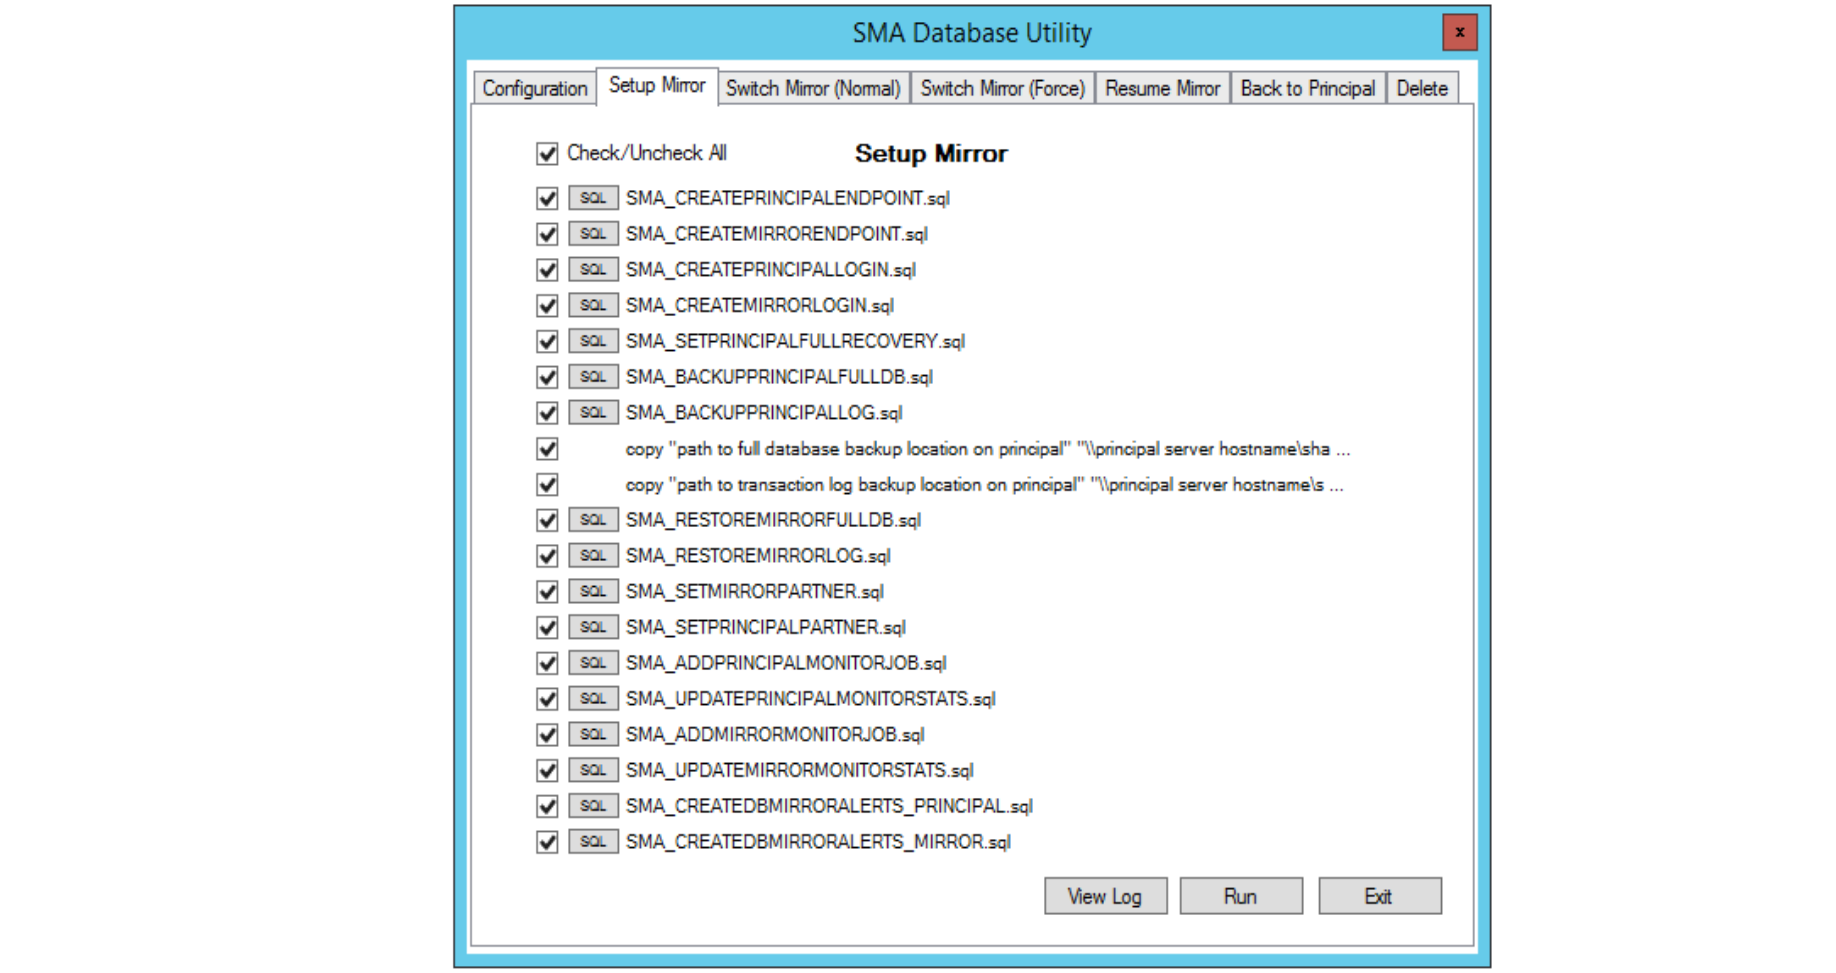 SMA Database Utility
x
Configuration Setup Mirror Switch Mirror (Normal) Switch Mirror (Force) Resume Mirror Back to Principal Delete
Check/Uncheck All Setup Mirror
SQL SMA_CREATEPRINCIPALENDPOINT.sql
SQL SMA_CREATEMIRRORENDPOINT.sql
SQL SMA_CREATEPRINCIPALLOGIN.sql
SQL SMA_CREATEMIRRORLOGIN.sql
SQL SMA_SETPRINCIPALFULLRECOVERY.sql
SQL SMA_BACKUPPRINCIPALFULLDB.sql
SQL SMA_BACKUPPRINCIPALLOG.sql
copy "path to full database backup location on principal" "\\principal server hostname\sha ...
copy "path to transaction log backup location on principal" "\\principal server hostname\s ...
SQL SMA_RESTOREMIRRORFULLDB.sql
SQL SMA_RESTOREMIRRORLOG.sql
SQL SMA_SETMIRRORPARTNER.sql
SQL SMA_SETPRINCIPALPARTNER.sql
SQL SMA_ADDPRINCIPALMONITORJOB.sql
SQL SMA_UPDATEPRINCIPALMONITORSTATS.sql
SQL SMA_ADDMIRRORMONITORJOB.sql
SQL SMA_UPDATEMIRRORMONITORSTATS.sql
SQL SMA_CREATEDBMIRRORALERTS_PRINCIPAL.sql
SQL SMA_CREATEDBMIRRORALERTS_MIRROR.sql
View Log Run Exit